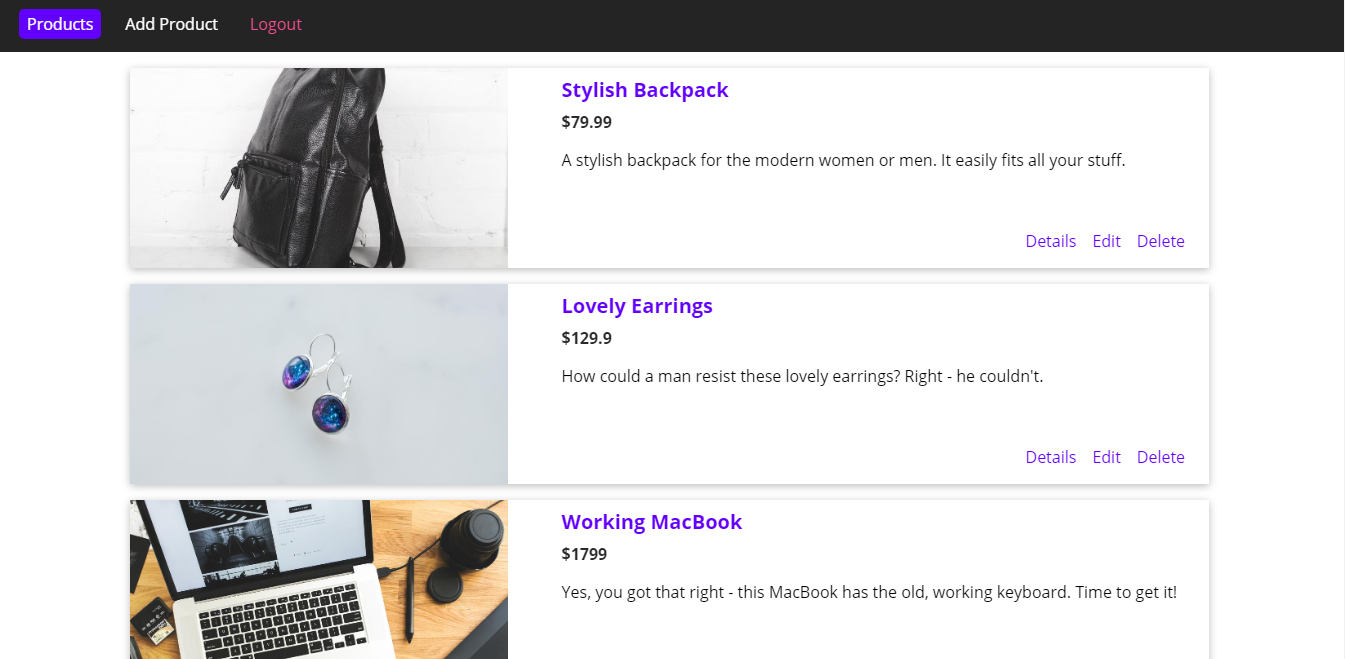 Products Add Product Logout
Stylish Backpack
$79.99
A stylish backpack for the modern women or men. It easily fits all your stuff.
Details Edit Delete
Lovely Earrings
$129.9
How could a man resist these lovely earrings? Right - he couldn't.
Details Edit Delete
Working MacBook
$1799
Yes, you got that right - this MacBook has the old, working keyboard. Time to get it!